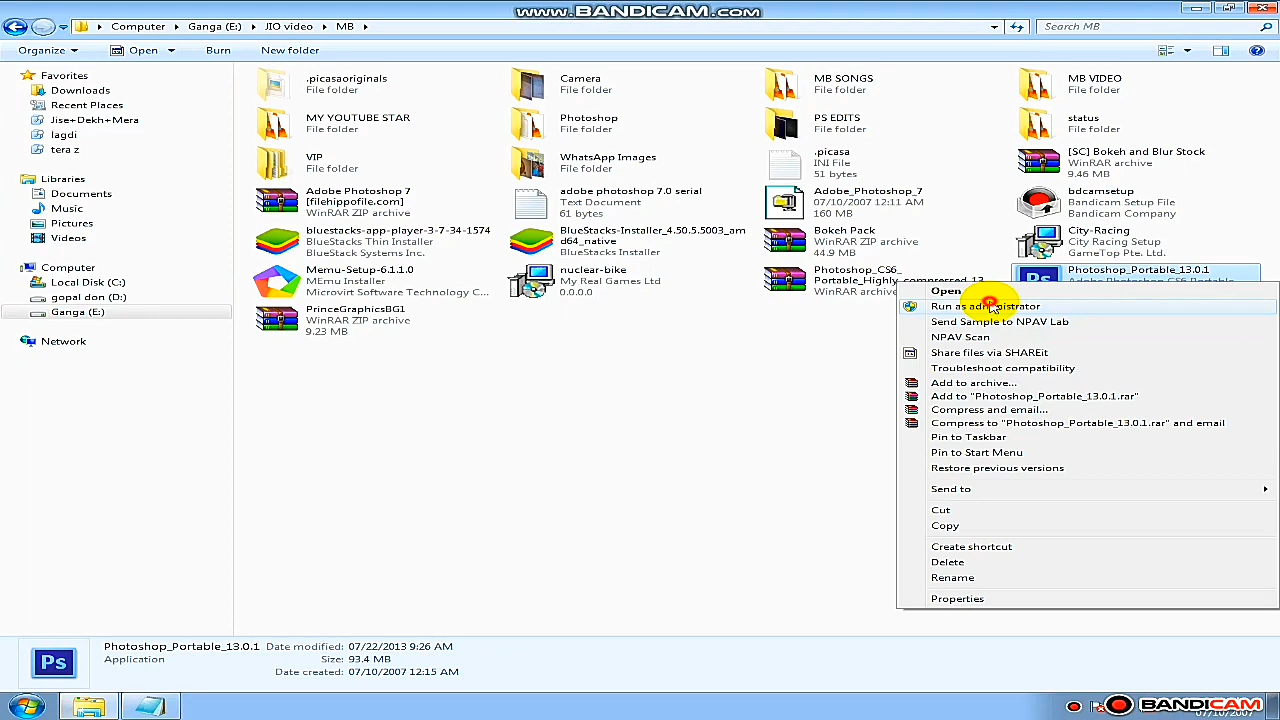 www.BANDICAM.com
Computer
Ganga (E:)
JIO video
MB
Search MB
Organize
Open
Burn
New folder
Favorites
Downloads
Recent Places
Jise+Dekh+Mera
lagdi
tera z
Libraries
Documents
Music
Pictures
Videos
Computer
Local Disk (C:)
gopal don (D:)
Ganga (E:)
Network
.picasaoriginals
File folder
Camera
File folder
MB SONGS
File folder
MB VIDEO
File folder
MY YOUTUBE STAR
File folder
Photoshop
File folder
PS EDITS
File folder
status
File folder
VIP
File folder
WhatsApp Images
File folder
.picasa
INI File
51 bytes
[SC] Bokeh and Blur Stock
WinRAR archive
9.46 MB
Adobe Photoshop 7
[filehippofile.com]
WinRAR ZIP archive
adobe photoshop 7.0 serial
Text Document
61 bytes
Adobe_Photoshop_7
07/10/2007 12:11 AM
160 MB
bdcamsetup
Bandicam Setup File
Bandicam Company
bluestacks-app-player-3-7-34-1574
BlueStacks Thin Installer
BlueStack Systems Inc.
BlueStacks-Installer_4.50.5.5003_am
d64_native
BlueStacks Installer
Bokeh Pack
WinRAR ZIP archive
44.9 MB
City-Racing
City Racing Setup
GameTop Pte. Ltd.
Memu-Setup-6.1.1.0
MEmu Installer
Microvirt Software Technology C...
nuclear-bike
My Real Games Ltd
0.0.0.0
Photoshop_CS6_
Portable_Highly_compressed_13
WinRAR
Photoshop_Portable_13.0.1
Adobe Photoshop CS6 Portable
PrinceGraphicsBG1
WinRAR ZIP archive
9.23 MB
Open
Run as administrator
Send Sample to NPAV Lab
NPAV Scan
Share files via SHAREit
Troubleshoot compatibility
Add to archive...
Add to "Photoshop_Portable_13.0.1.rar"
Compress and email...
Compress to "Photoshop_Portable_13.0.1.rar" and email
Pin to Taskbar
Pin to Start Menu
Restore previous versions
Send to
Cut
Copy
Create shortcut
Delete
Rename
Properties
Ps
Photoshop_Portable_13.0.1 Date modified: 07/22/2013 9:26 AM
Application Size: 93.4 MB
Date created: 07/10/2007 12:15 AM
BANDICAM